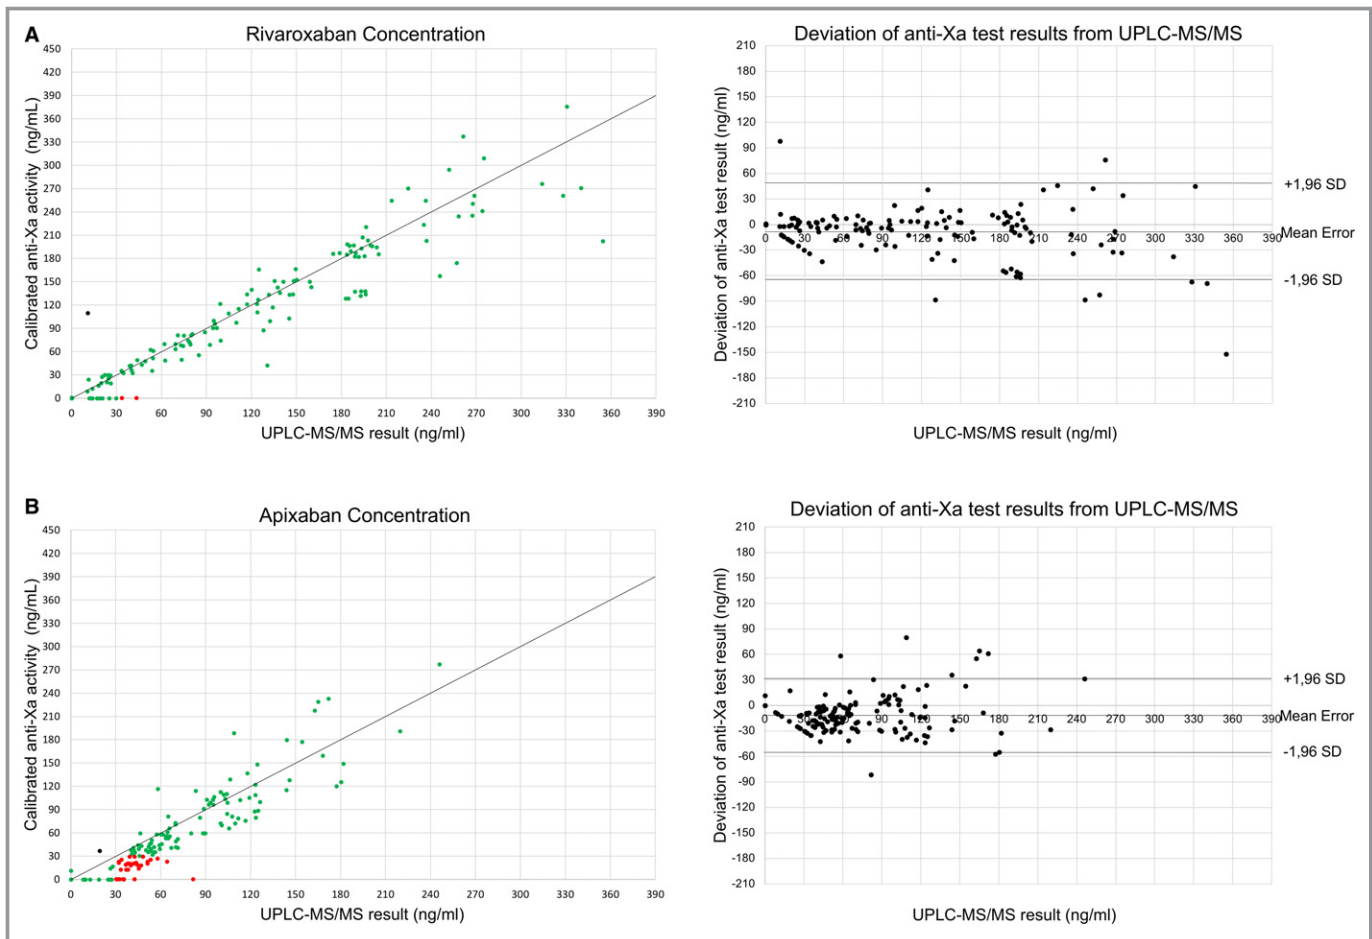 A
Rivaroxaban Concentration
Calibrated anti-Xa activity (ng/mL)
450
420
390
360
330
300
270
240
210
180
150
120
90
60
30
0
0 30 60 90 120 150 180 210 240 270 300 330 360 390
UPLC-MS/MS result (ng/ml)
Deviation of anti-Xa test results from UPLC-MS/MS
Deviation of anti-Xa test result (ng/ml)
210
180
150
120
90
60
30
0
-30
-60
-90
-120
-150
-180
-210
0 30 60 90 120 150 180 210 240 270 300 330 360 390
+1,96 SD
Mean Error
-1,96 SD
UPLC-MS/MS result (ng/ml)
B
Apixaban Concentration
Calibrated anti-Xa activity (ng/mL)
450
420
390
360
330
300
270
240
210
180
150
120
90
60
30
0
0 30 60 90 120 150 180 210 240 270 300 330 360 390
UPLC-MS/MS result (ng/ml)
Deviation of anti-Xa test results from UPLC-MS/MS
Deviation of anti-Xa test result (ng/ml)
210
180
150
120
90
60
30
0
-30
-60
-90
-120
-150
-180
-210
0 30 60 90 120 150 180 210 240 270 300 330 360 390
+1,96 SD
Mean Error
-1,96 SD
UPLC-MS/MS result (ng/ml)